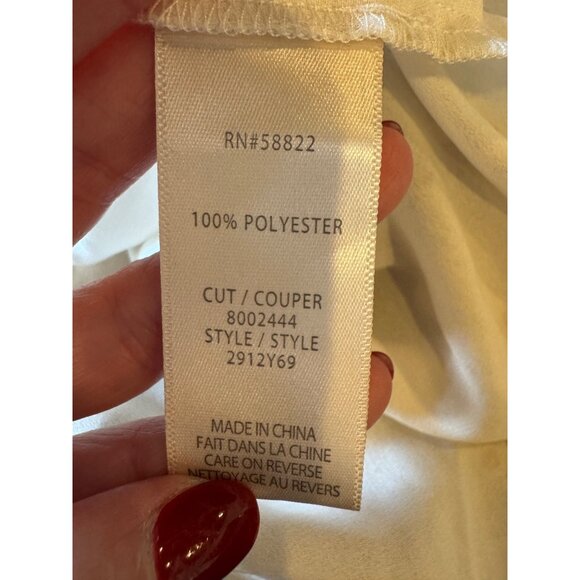 RN#58822
100% POLYESTER
CUT / COUPER
8002444
STYLE / STYLE
2912Y69
MADE IN CHINA
FAIT DANS LA CHINE
CARE ON REVERSE
NETTOYAGE AU REVERS